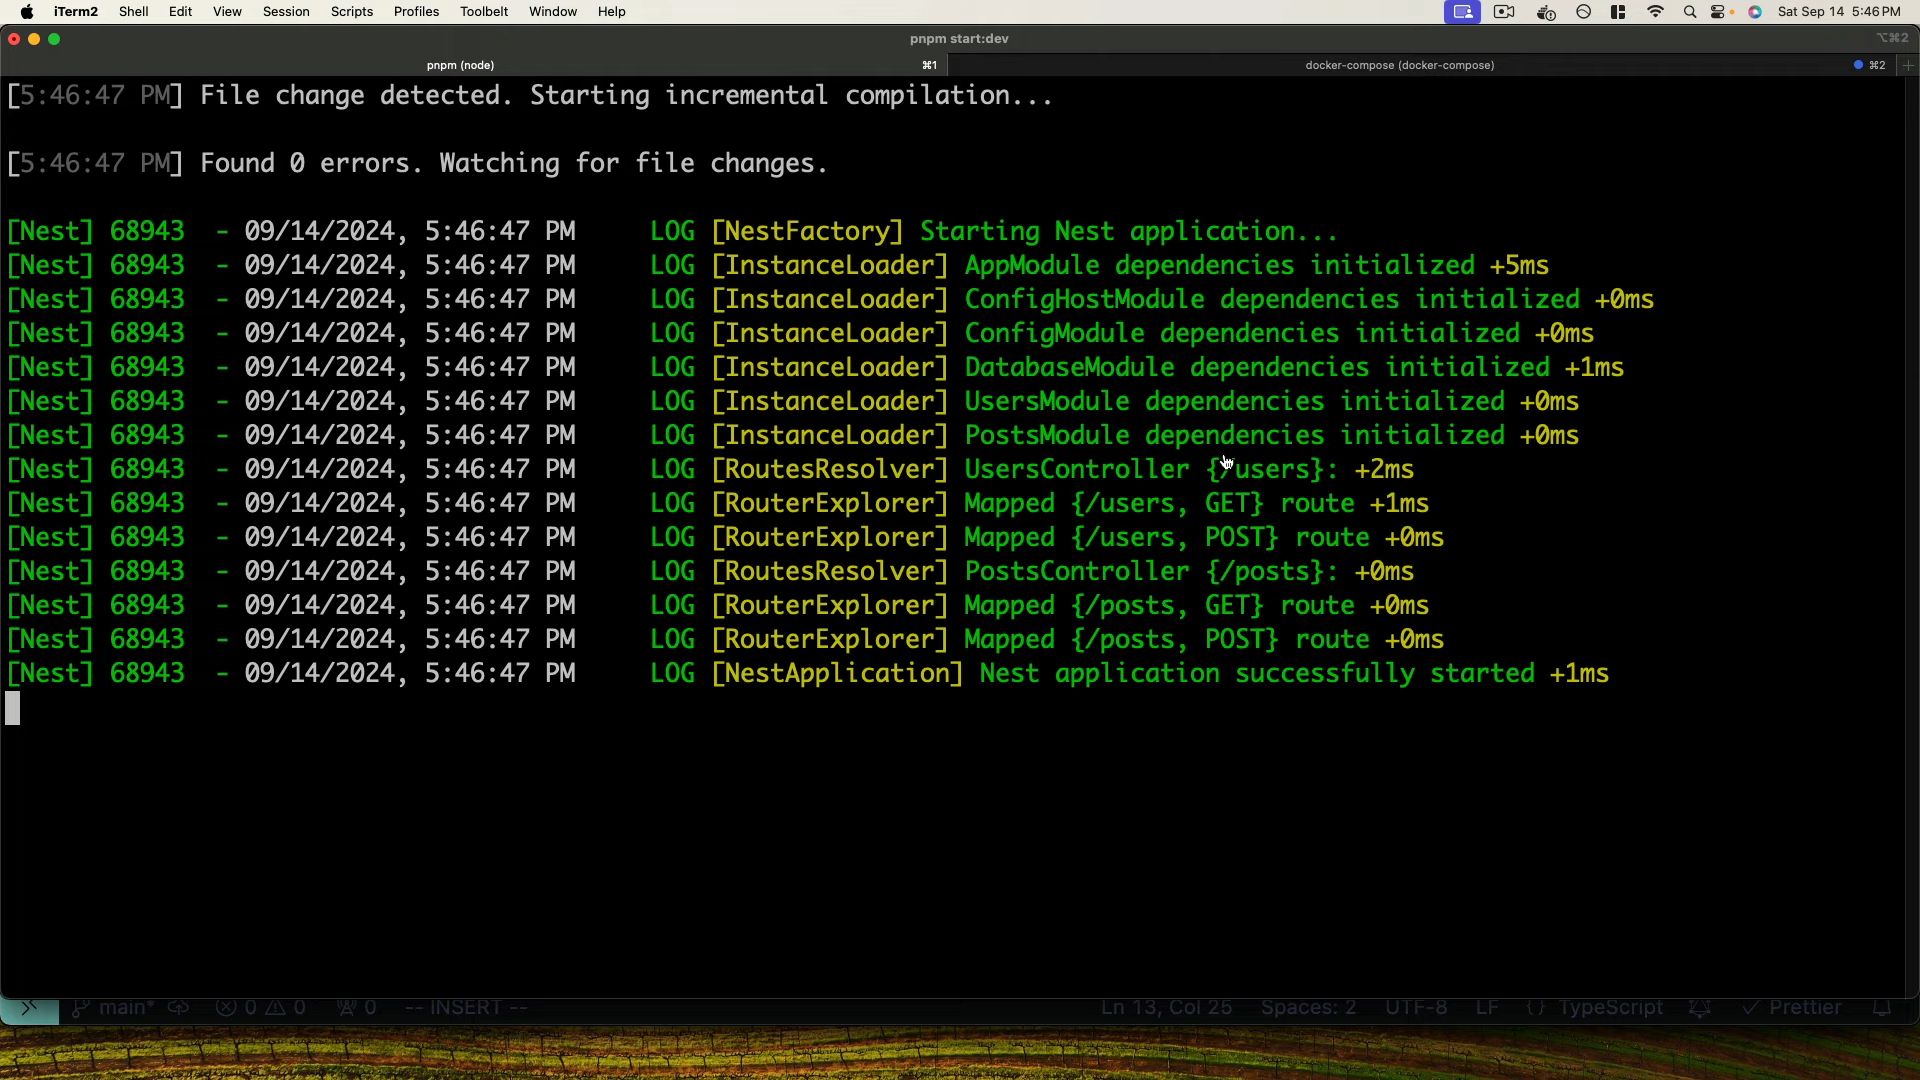 iTerm2 Shell Edit View Session Scripts Profiles Toolbelt Window Help Sat Sep 14 5:46 PM
pnpm start:dev ⌥⌘2
pnpm (node) ⌘1 docker-compose (docker-compose) ⌘2
[5:46:47 PM] File change detected. Starting incremental compilation...
[5:46:47 PM] Found 0 errors. Watching for file changes.
[Nest] 68943 - 09/14/2024, 5:46:47 PM LOG [NestFactory] Starting Nest application...
[Nest] 68943 - 09/14/2024, 5:46:47 PM LOG [InstanceLoader] AppModule dependencies initialized +5ms
[Nest] 68943 - 09/14/2024, 5:46:47 PM LOG [InstanceLoader] ConfigHostModule dependencies initialized +0ms
[Nest] 68943 - 09/14/2024, 5:46:47 PM LOG [InstanceLoader] ConfigModule dependencies initialized +0ms
[Nest] 68943 - 09/14/2024, 5:46:47 PM LOG [InstanceLoader] DatabaseModule dependencies initialized +1ms
[Nest] 68943 - 09/14/2024, 5:46:47 PM LOG [InstanceLoader] UsersModule dependencies initialized +0ms
[Nest] 68943 - 09/14/2024, 5:46:47 PM LOG [InstanceLoader] PostsModule dependencies initialized +0ms
[Nest] 68943 - 09/14/2024, 5:46:47 PM LOG [RoutesResolver] UsersController {/users}: +2ms
[Nest] 68943 - 09/14/2024, 5:46:47 PM LOG [RouterExplorer] Mapped {/users, GET} route +1ms
[Nest] 68943 - 09/14/2024, 5:46:47 PM LOG [RouterExplorer] Mapped {/users, POST} route +0ms
[Nest] 68943 - 09/14/2024, 5:46:47 PM LOG [RoutesResolver] PostsController {/posts}: +0ms
[Nest] 68943 - 09/14/2024, 5:46:47 PM LOG [RouterExplorer] Mapped {/posts, GET} route +0ms
[Nest] 68943 - 09/14/2024, 5:46:47 PM LOG [RouterExplorer] Mapped {/posts, POST} route +0ms
[Nest] 68943 - 09/14/2024, 5:46:47 PM LOG [NestApplication] Nest application successfully started +1ms
main* 0 0 0 -- INSERT -- Ln 13, Col 25 Spaces: 2 UTF-8 LF {} TypeScript Prettier